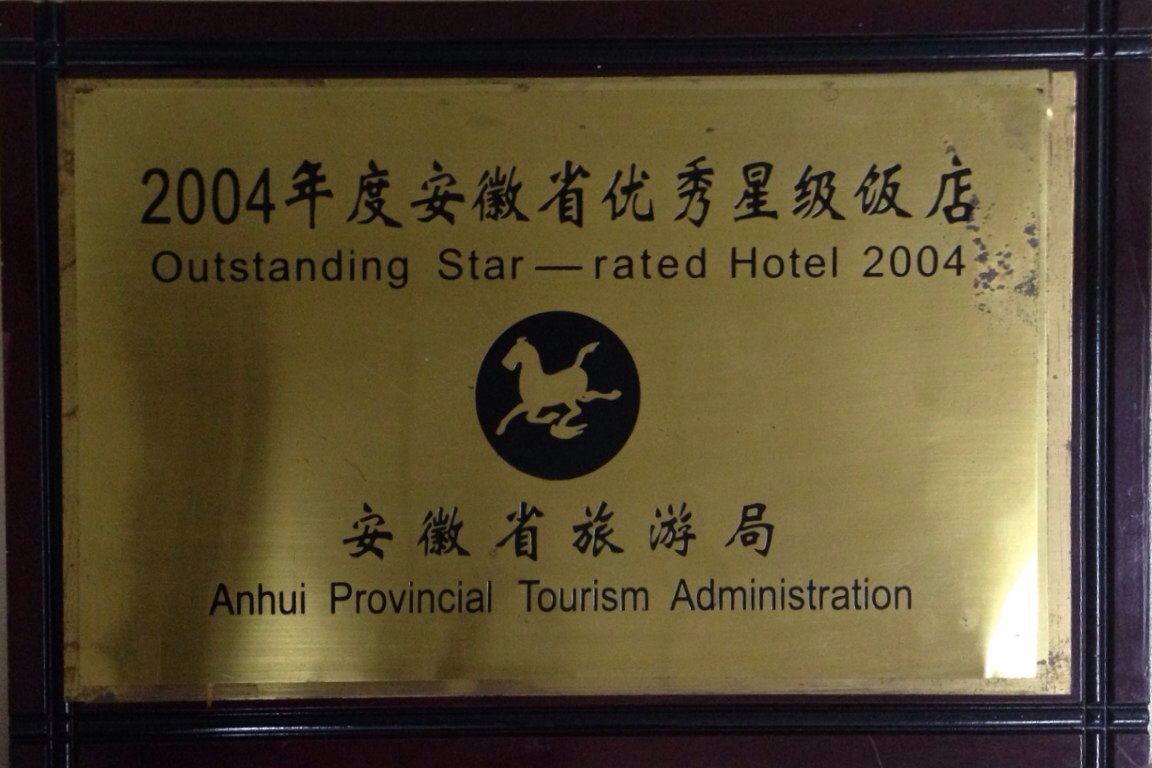 2004年度安徽省优秀星级饭店
Outstanding Star—rated Hotel 2004
安徽省旅游局
Anhui Provincial Tourism Administration